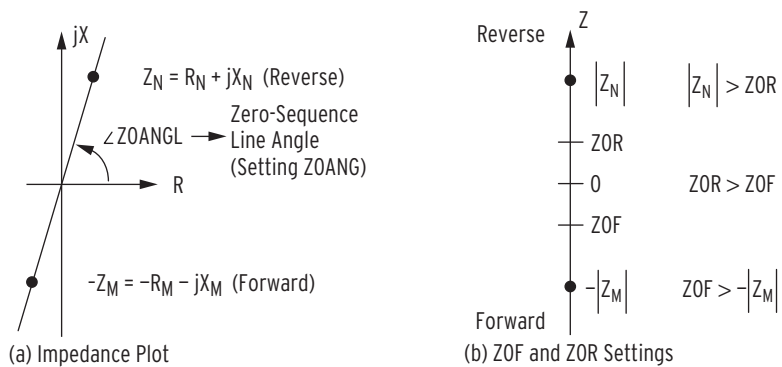 jX
Z_N = R_N + jX_N (Reverse)
∠Z0ANGL → Zero-Sequence
Line Angle
(Setting Z0ANG)
R
-Z_M = -R_M - jX_M (Forward)
(a) Impedance Plot
Reverse Z
|Z_N| |Z_N| > Z0R
Z0R
0 Z0R > Z0F
Z0F
-|Z_M| Z0F > -|Z_M|
Forward
(b) Z0F and Z0R Settings